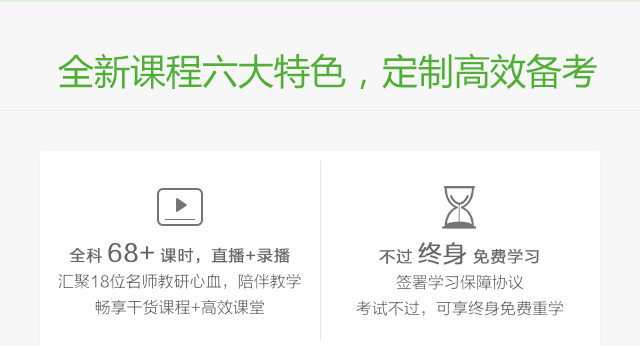 全新课程六大特色，定制高效备考
全科 68+ 课时，直播+录播
汇聚18位名师教研心血，陪伴教学
畅享干货课程+高效课堂
不过 终身 免费学习
签署学习保障协议
考试不过，可享终身免费重学